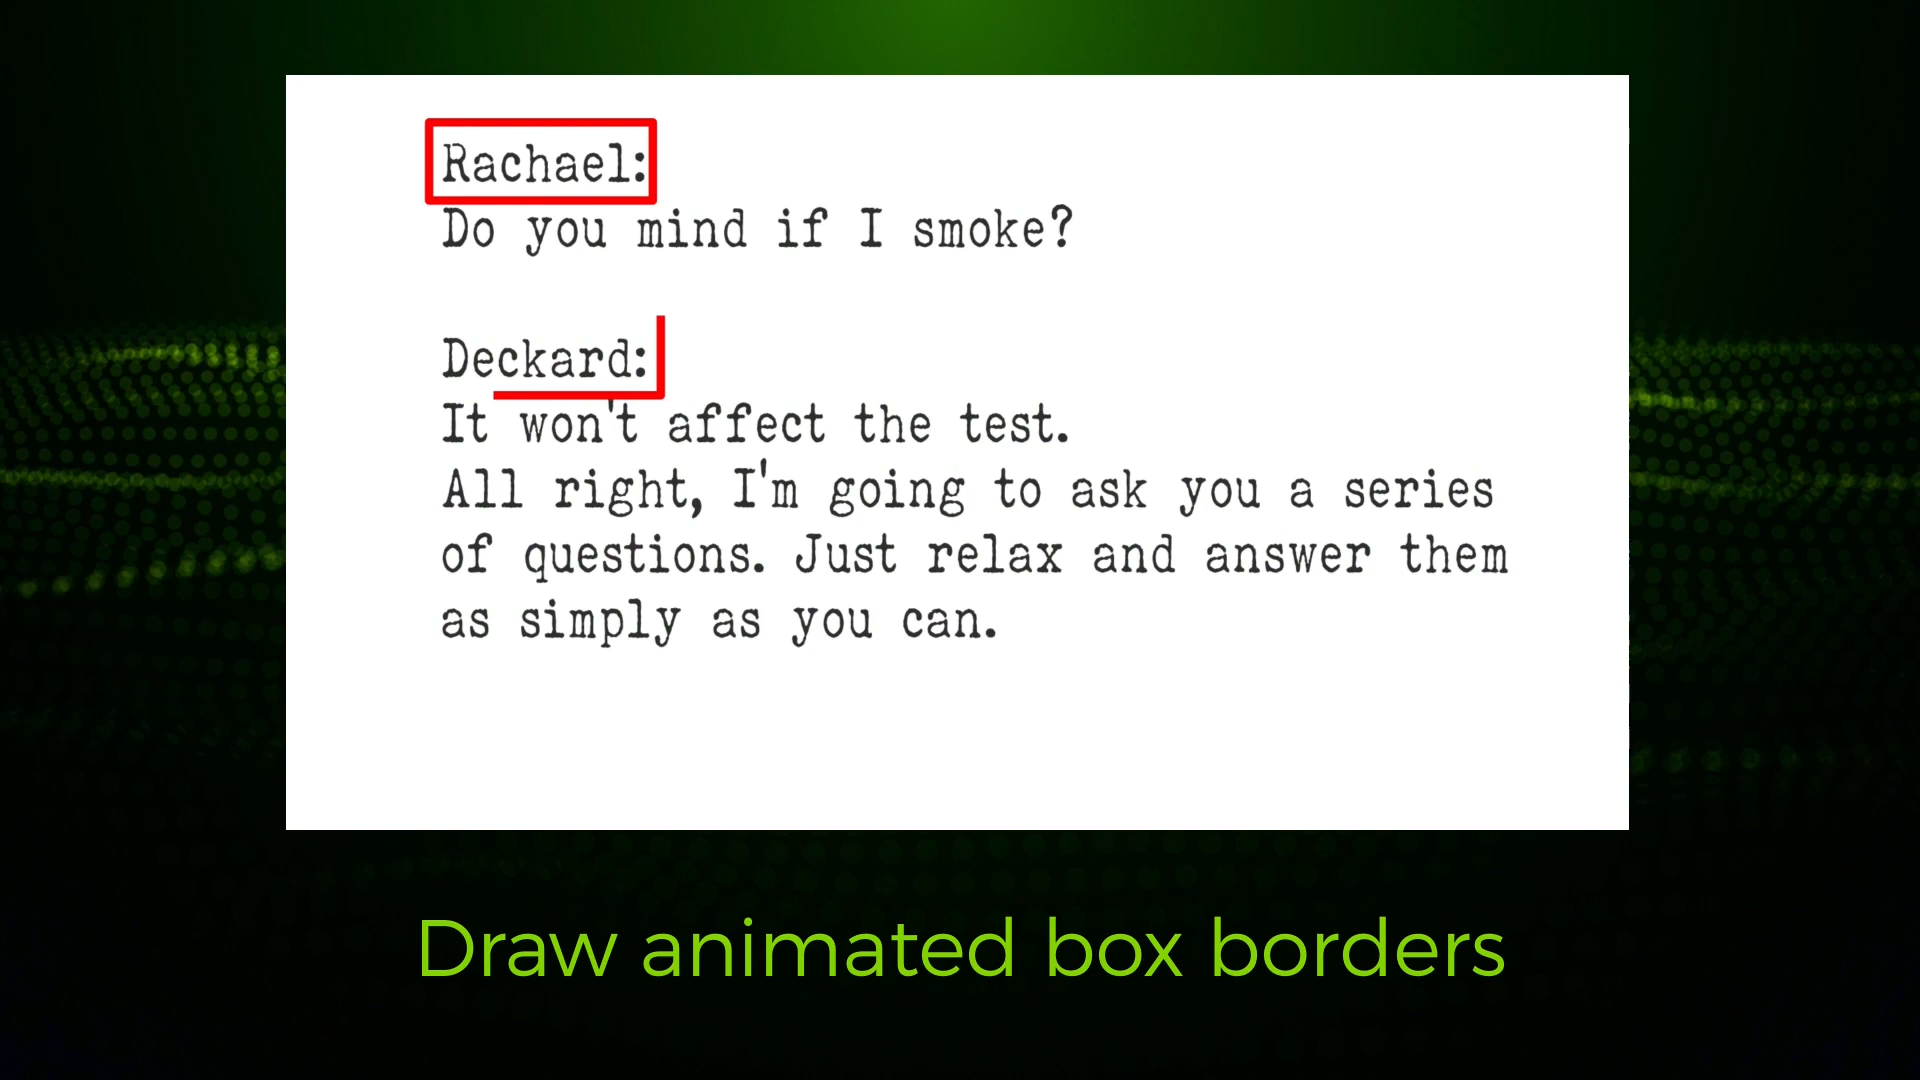 Rachael:
Do you mind if I smoke?
Deckard:
It won't affect the test.
All right, I'm going to ask you a series
of questions. Just relax and answer them
as simply as you can.
Draw animated box borders